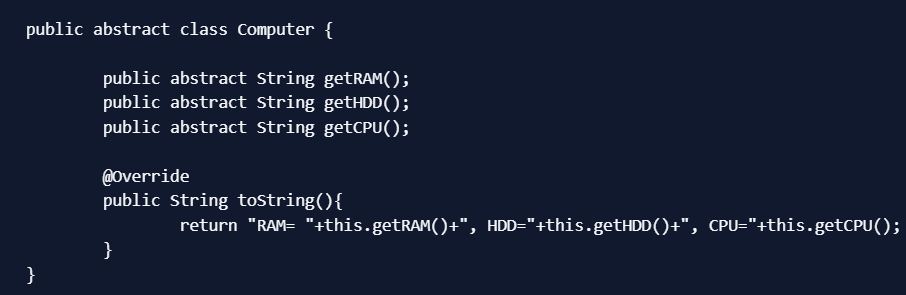 public abstract class Computer {
public abstract String getRAM();
public abstract String getHDD();
public abstract String getCPU();
@Override
public String toString(){
return "RAM= "+this.getRAM()+", HDD="+this.getHDD()+", CPU="+this.getCPU();
}
}